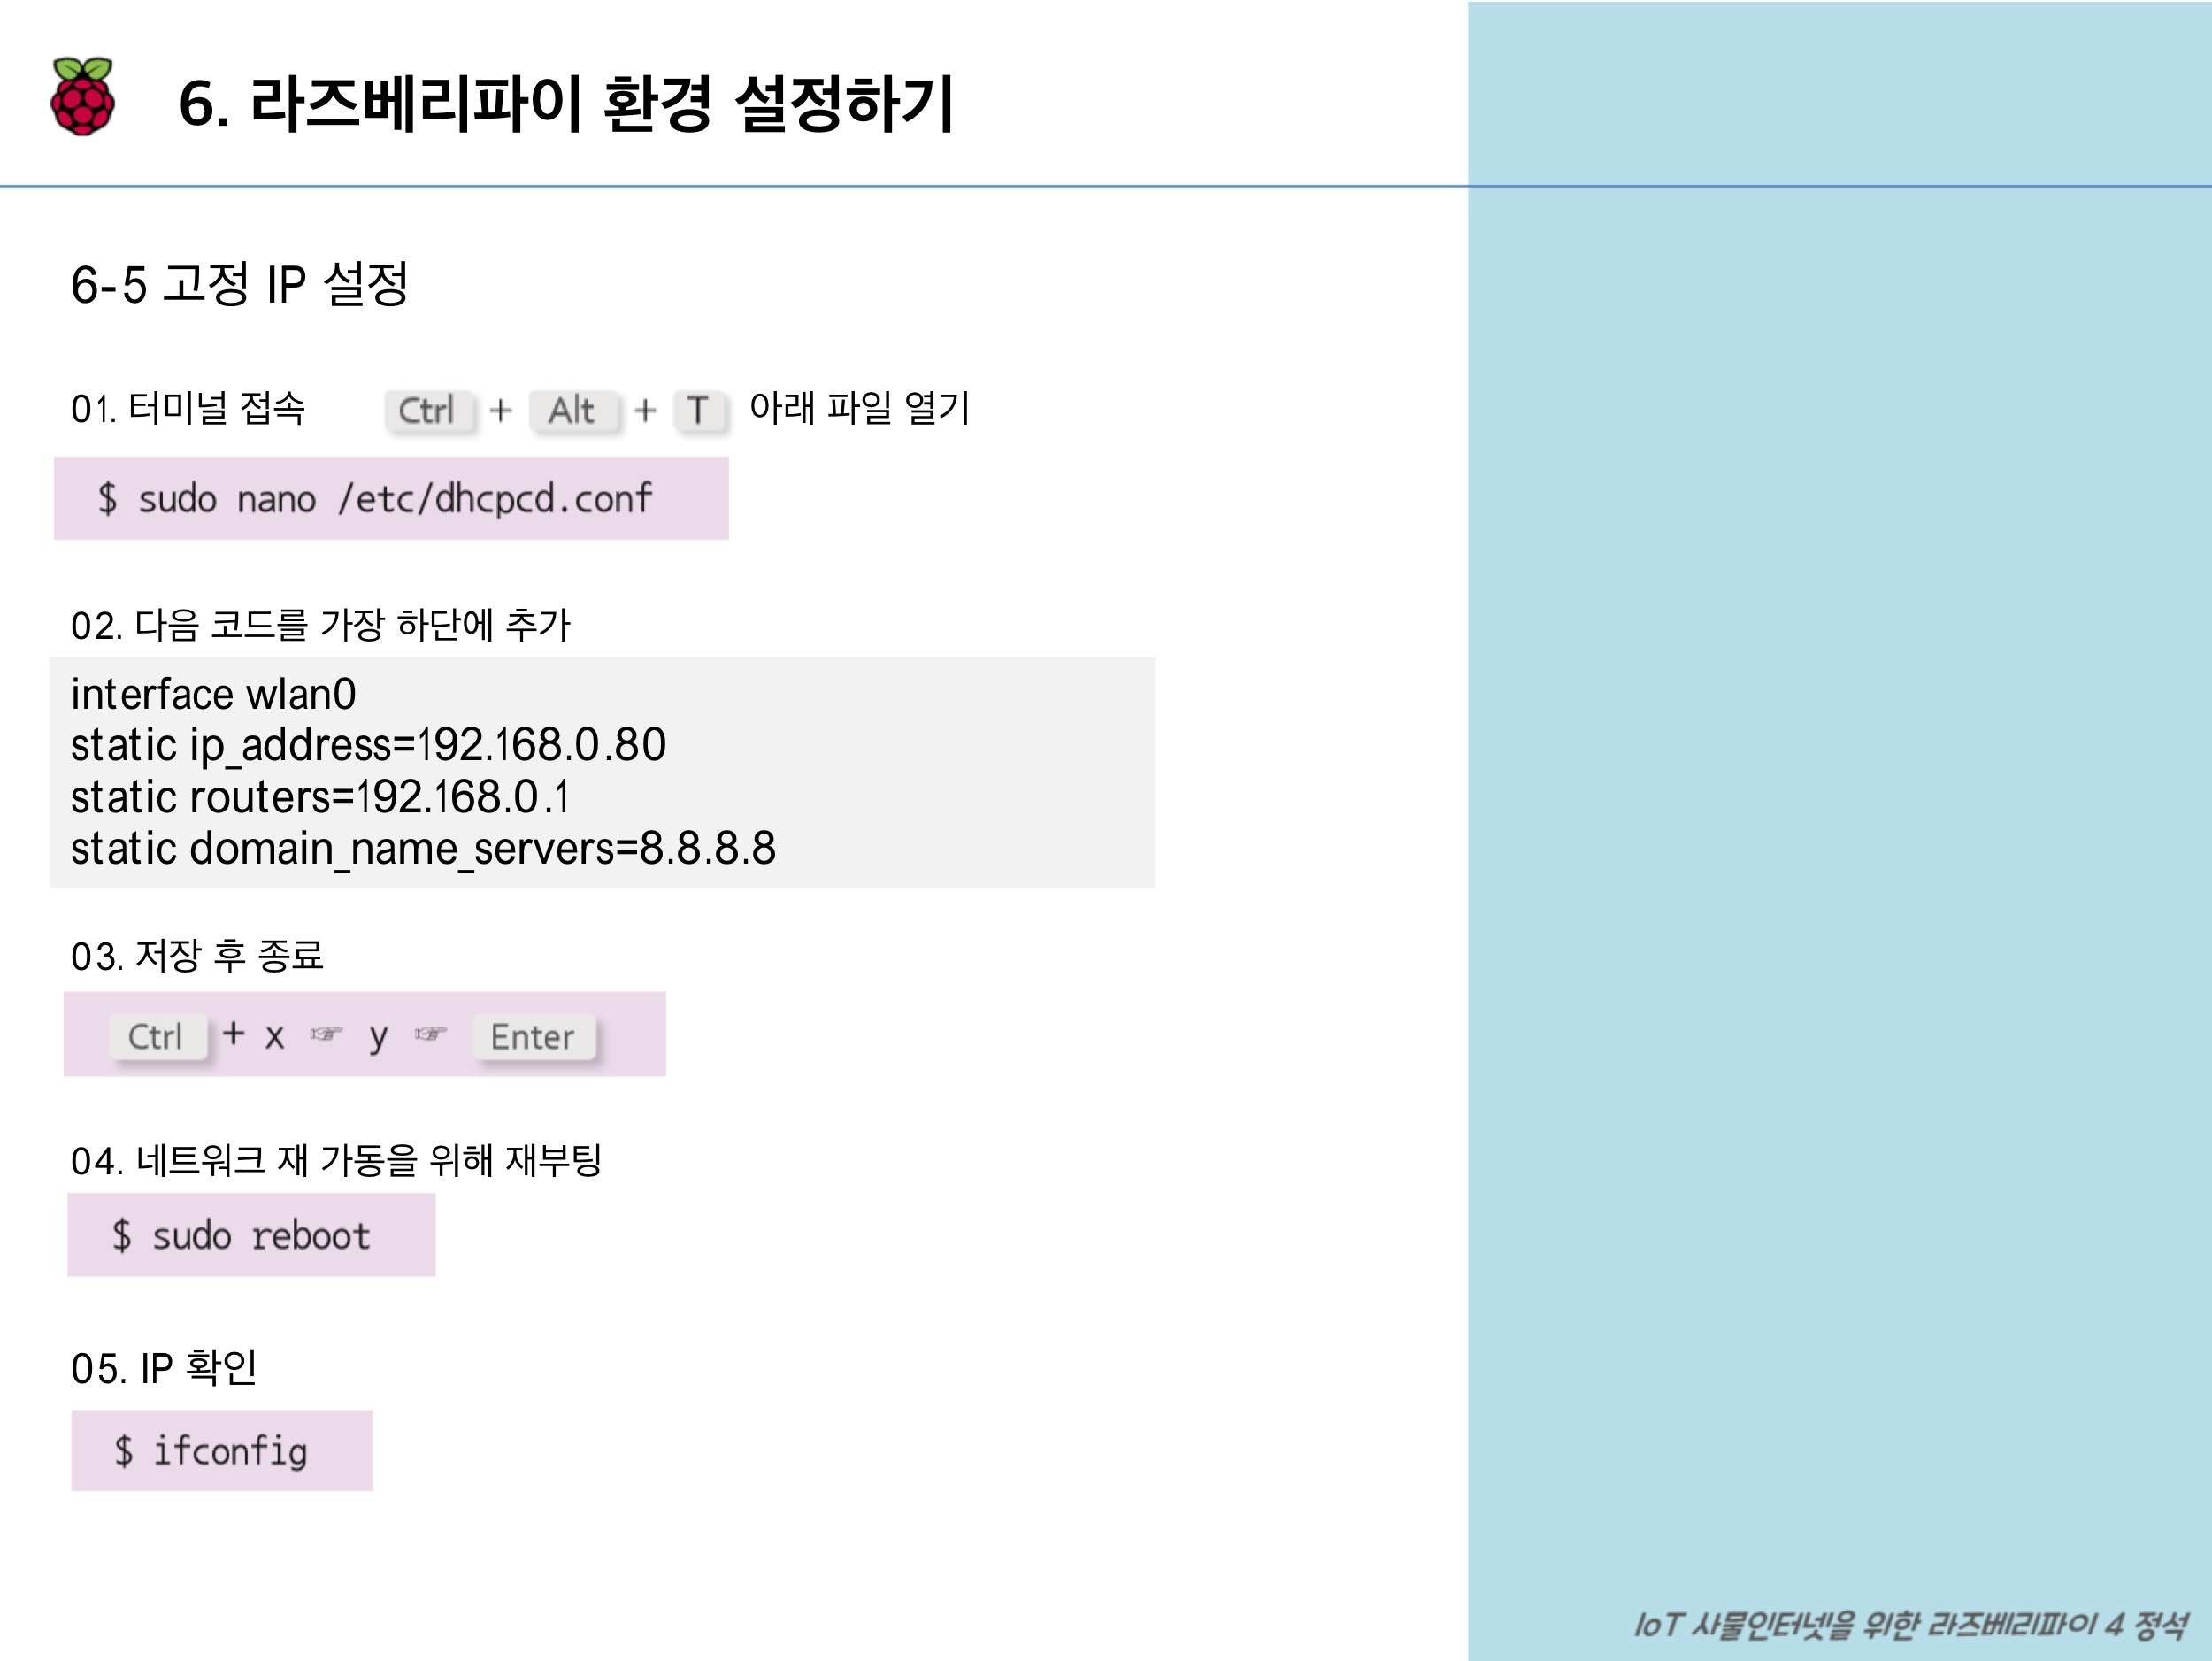 6. 라즈베리파이 환경 설정하기
6-5 고정 IP 설정
01. 터미널 접속 Ctrl + Alt + T 아래 파일 열기
$ sudo nano /etc/dhcpcd.conf
02. 다음 코드를 가장 하단에 추가
interface wlan0
static ip_address=192.168.0.80
static routers=192.168.0.1
static domain_name_servers=8.8.8.8
03. 저장 후 종료
Ctrl + x ☞ y ☞ Enter
04. 네트워크 재 가동을 위해 재부팅
$ sudo reboot
05. IP 확인
$ ifconfig
IoT 사물인터넷을 위한 라즈베리파이 4 정석